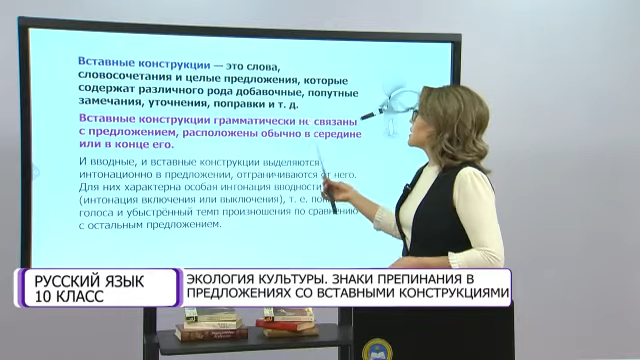 Вставные конструкции — это слова,
словосочетания и целые предложения, которые
содержат различного рода добавочные, попутные
замечания, уточнения, поправки и т. д.
Вставные конструкции грамматически не связаны
с предложением, расположены обычно в середине
или в конце его.
И вводные, и вставные конструкции выделяются
интонационно в предложении, отграничиваются от него.
Для них характерна особая интонация вводности
(интонация включения или выключения), т. е.
голоса и убыстрённый темп произношения по сравнению
с остальным предложением.
РУССКИЙ ЯЗЫК
10 КЛАСС
ЭКОЛОГИЯ КУЛЬТУРЫ. ЗНАКИ ПРЕПИНАНИЯ В
ПРЕДЛОЖЕНИЯХ СО ВСТАВНЫМИ КОНСТРУКЦИЯМИ